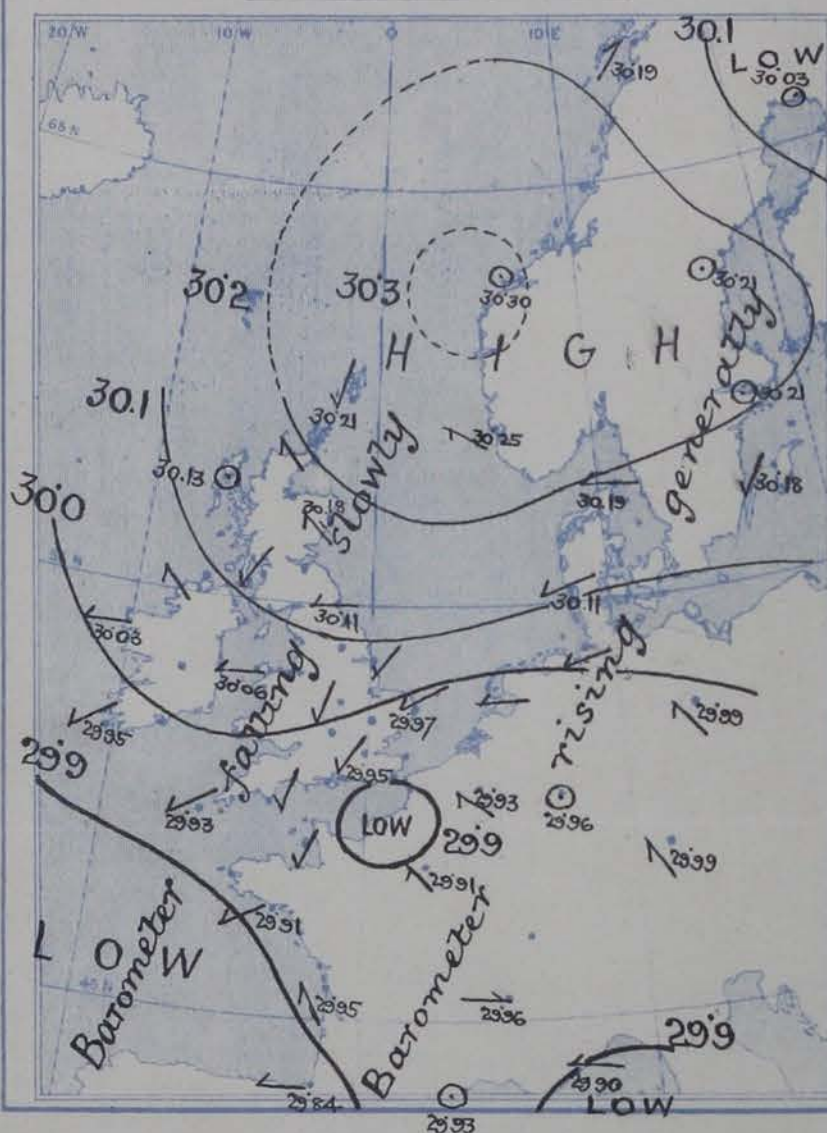 20 W 10 W 0 10 E 30.1
30.19 LOW
30.03
65 N
30.2 30.3 30.30 30.21
HIGH
30.1 30.21 30.21
30.25
30.13 30.18 30.19 30.18
30.0
30.03 30.11 30.11
30.06
29.95 29.97 29.99
29.9 29.95
29.93 29.93 29.96
LOW 29.9
29.91 29.99
29.91
LOW
45 N
29.95 29.96
29.9
29.90
29.84 LOW
29.93
Barometer falling slowly
Barometer rising generally